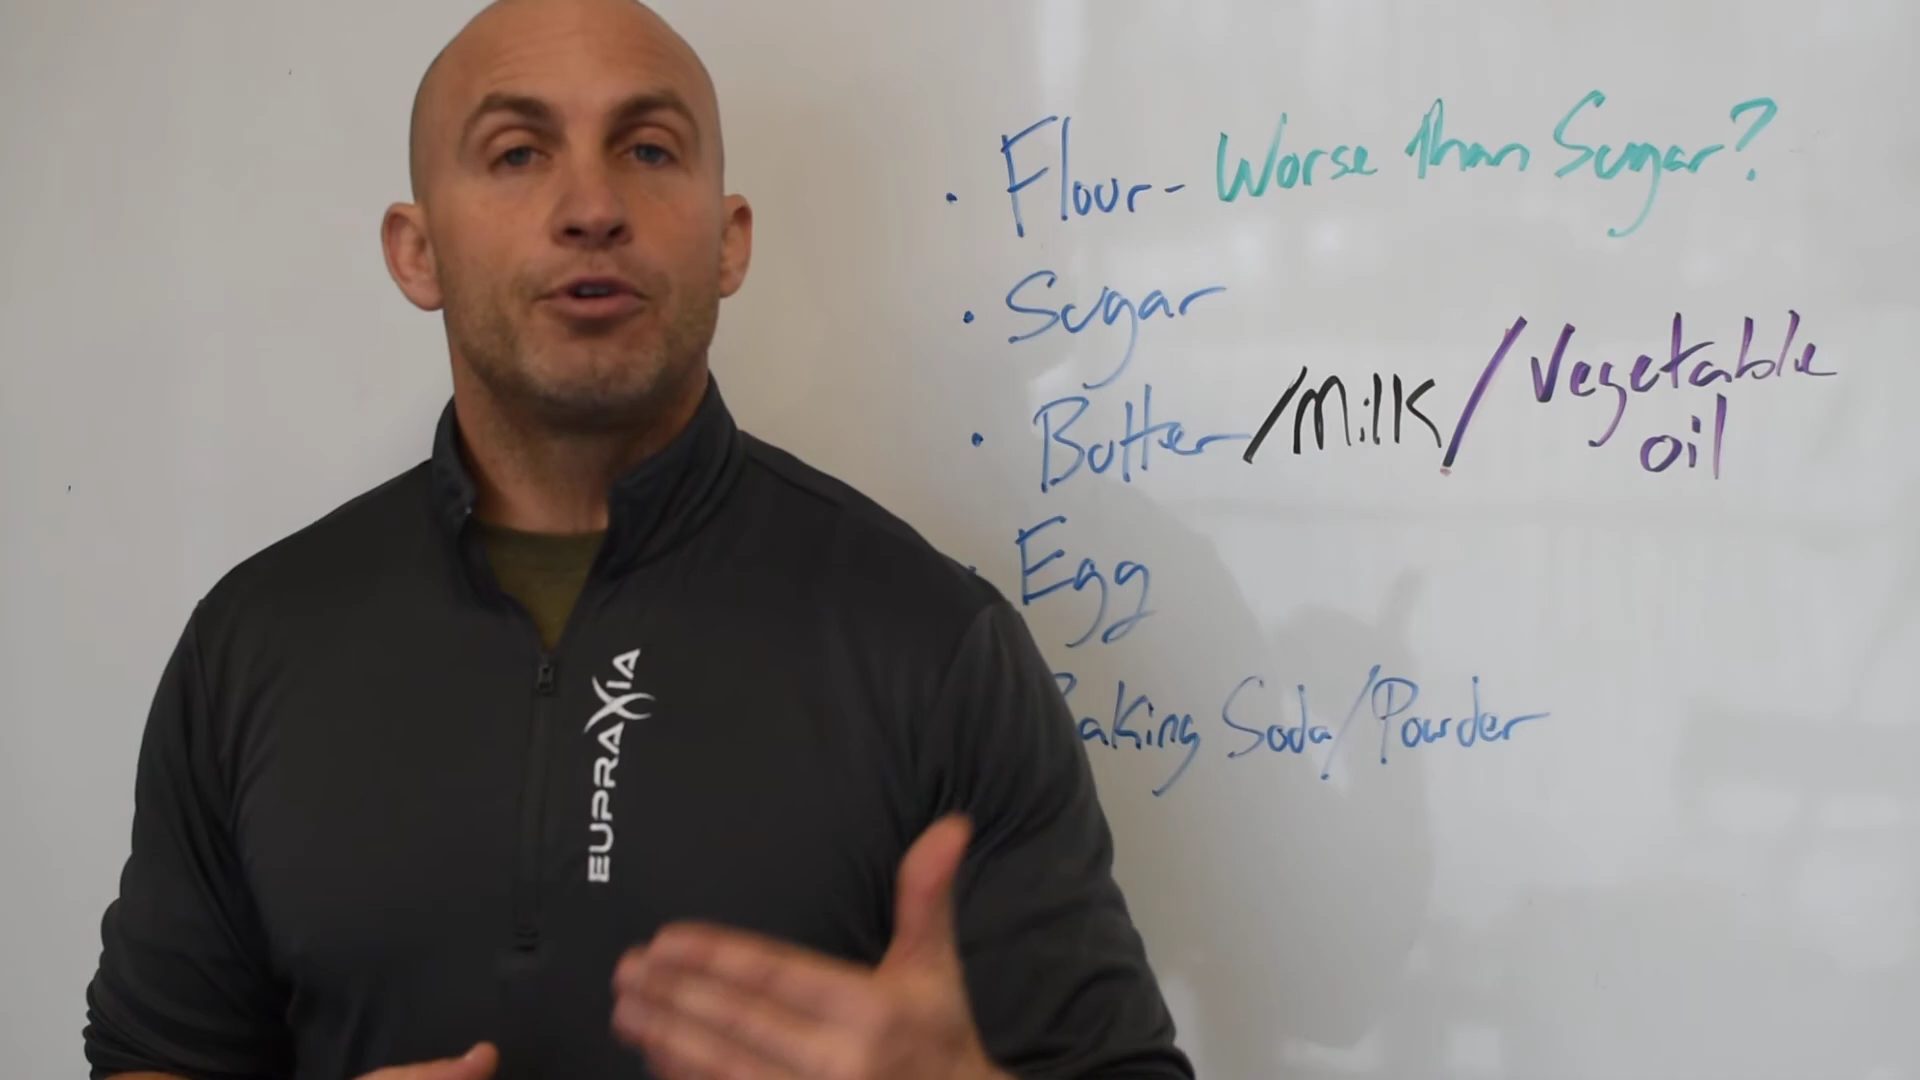 · Flour - Worse than Sugar?
· Sugar
· Butter/Milk/Vegetable
oil
· Egg
aking Soda/Powder
EUPRAXIA